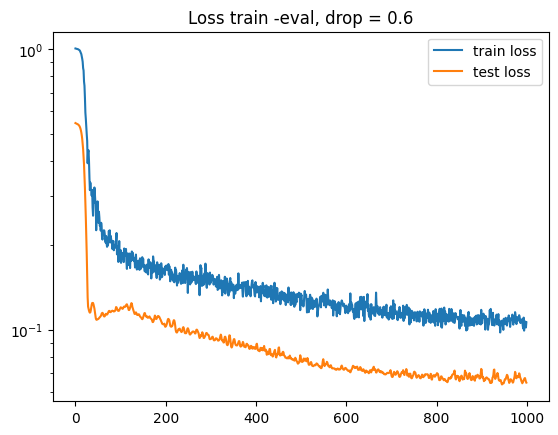 Loss train -eval, drop = 0.6
train loss
test loss
10⁰
10⁻¹
0 200 400 600 800 1000